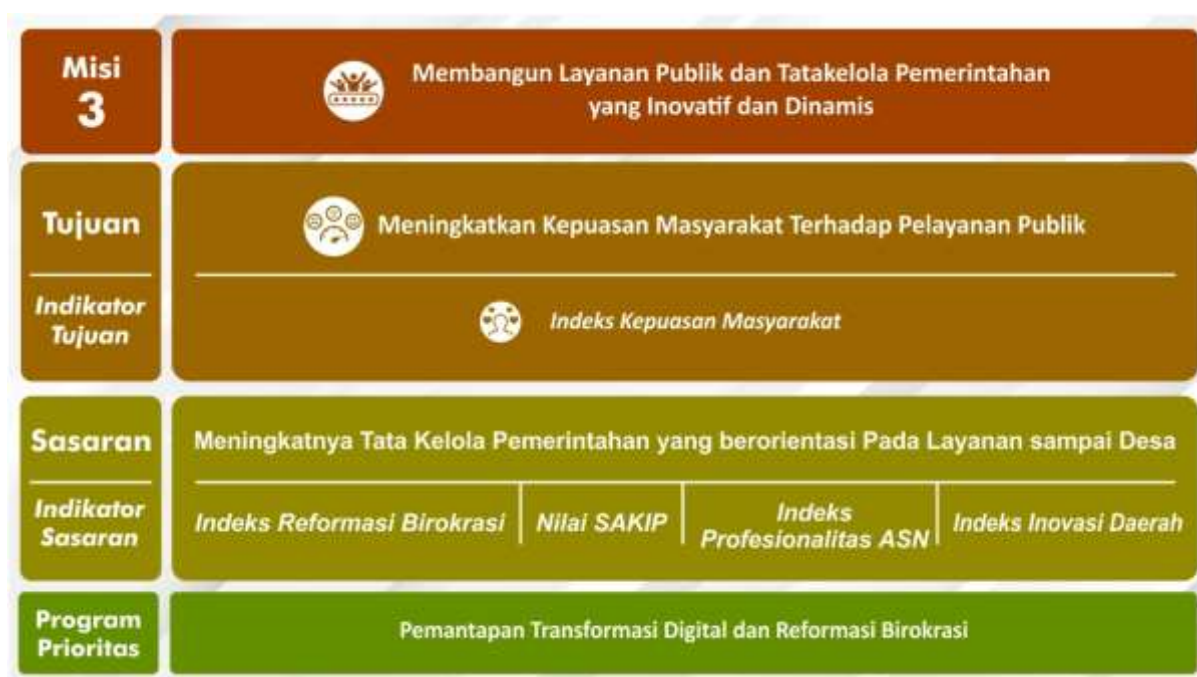 Misi
3
Membangun Layanan Publik dan Tatakelola Pemerintahan
yang Inovatif dan Dinamis
Tujuan
Meningkatkan Kepuasan Masyarakat Terhadap Pelayanan Publik
Indikator
Tujuan
Indeks Kepuasan Masyarakat
Sasaran
Meningkatnya Tata Kelola Pemerintahan yang berorientasi Pada Layanan sampai Desa
Indikator
Sasaran
Indeks Reformasi Birokrasi
Nilai SAKIP
Indeks
Profesionalitas ASN
Indeks Inovasi Daerah
Program
Prioritas
Pemantapan Transformasi Digital dan Reformasi Birokrasi